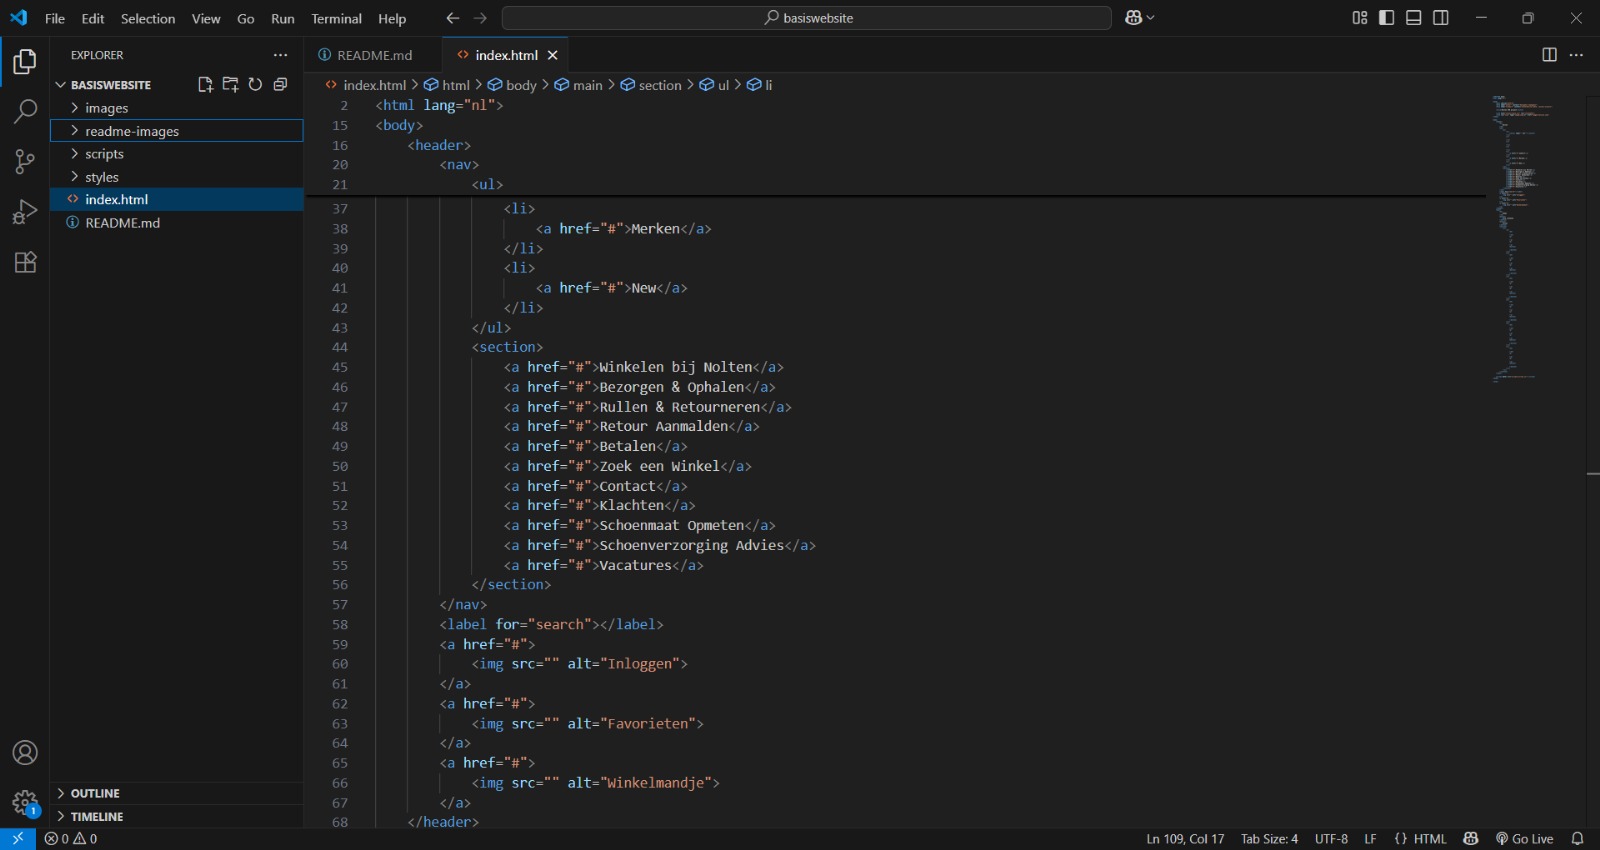 File Edit Selection View Go Run Terminal Help
basiswebsite
EXPLORER
BASISWEBSITE
images
readme-images
scripts
styles
index.html
README.md
OUTLINE
TIMELINE
README.md
index.html
index.html > html > body > main > section > ul > li
2 <html lang="nl">
15 <body>
16 <header>
20 <nav>
21 <ul>
37 <li>
38 <a href="#">Merken</a>
39 </li>
40 <li>
41 <a href="#">New</a>
42 </li>
43 </ul>
44 <section>
45 <a href="#">Winkelen bij Nolten</a>
46 <a href="#">Bezorgen & Ophalen</a>
47 <a href="#">Rullen & Retourneren</a>
48 <a href="#">Retour Aanmalden</a>
49 <a href="#">Betalen</a>
50 <a href="#">Zoek een Winkel</a>
51 <a href="#">Contact</a>
52 <a href="#">Klachten</a>
53 <a href="#">Schoenmaat Opmeten</a>
54 <a href="#">Schoenverzorging Advies</a>
55 <a href="#">Vacatures</a>
56 </section>
57 </nav>
58 <label for="search"></label>
59 <a href="#">
60 <img src="" alt="Inloggen">
61 </a>
62 <a href="#">
63 <img src="" alt="Favorieten">
64 </a>
65 <a href="#">
66 <img src="" alt="Winkelmandje">
67 </a>
68 </header>
1
0 0
Ln 109, Col 17 Tab Size: 4 UTF-8 LF {} HTML Go Live